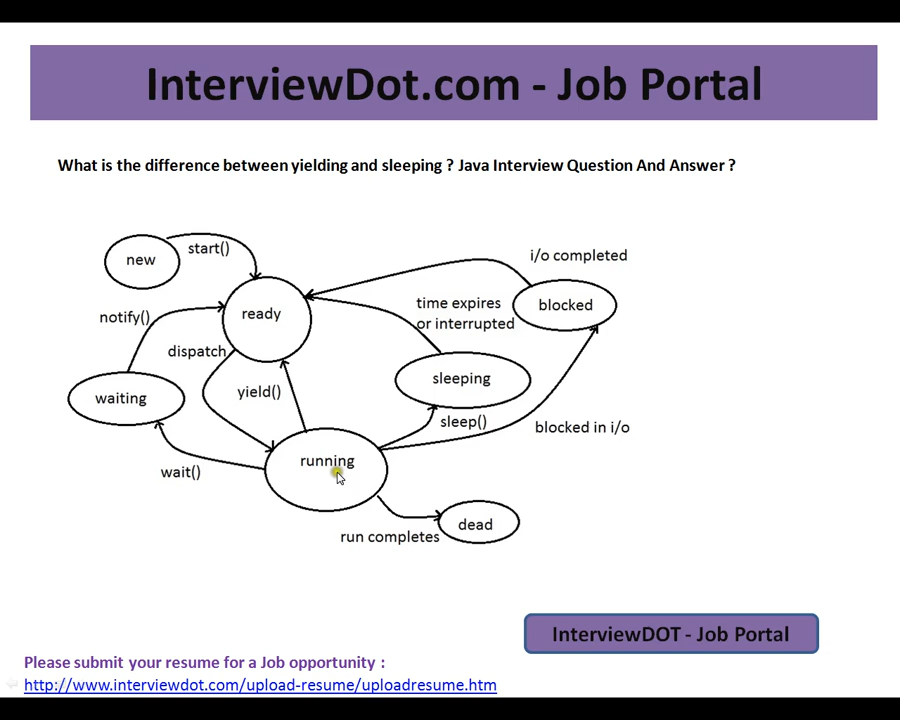 InterviewDot.com - Job Portal
What is the difference between yielding and sleeping ? Java Interview Question And Answer ?
new
start()
i/o completed
ready
time expires
or interrupted
blocked
notify()
dispatch
waiting
yield()
sleeping
sleep()
blocked in i/o
running
wait()
dead
run completes
InterviewDOT - Job Portal
Please submit your resume for a Job opportunity :
http://www.interviewdot.com/upload-resume/uploadresume.htm